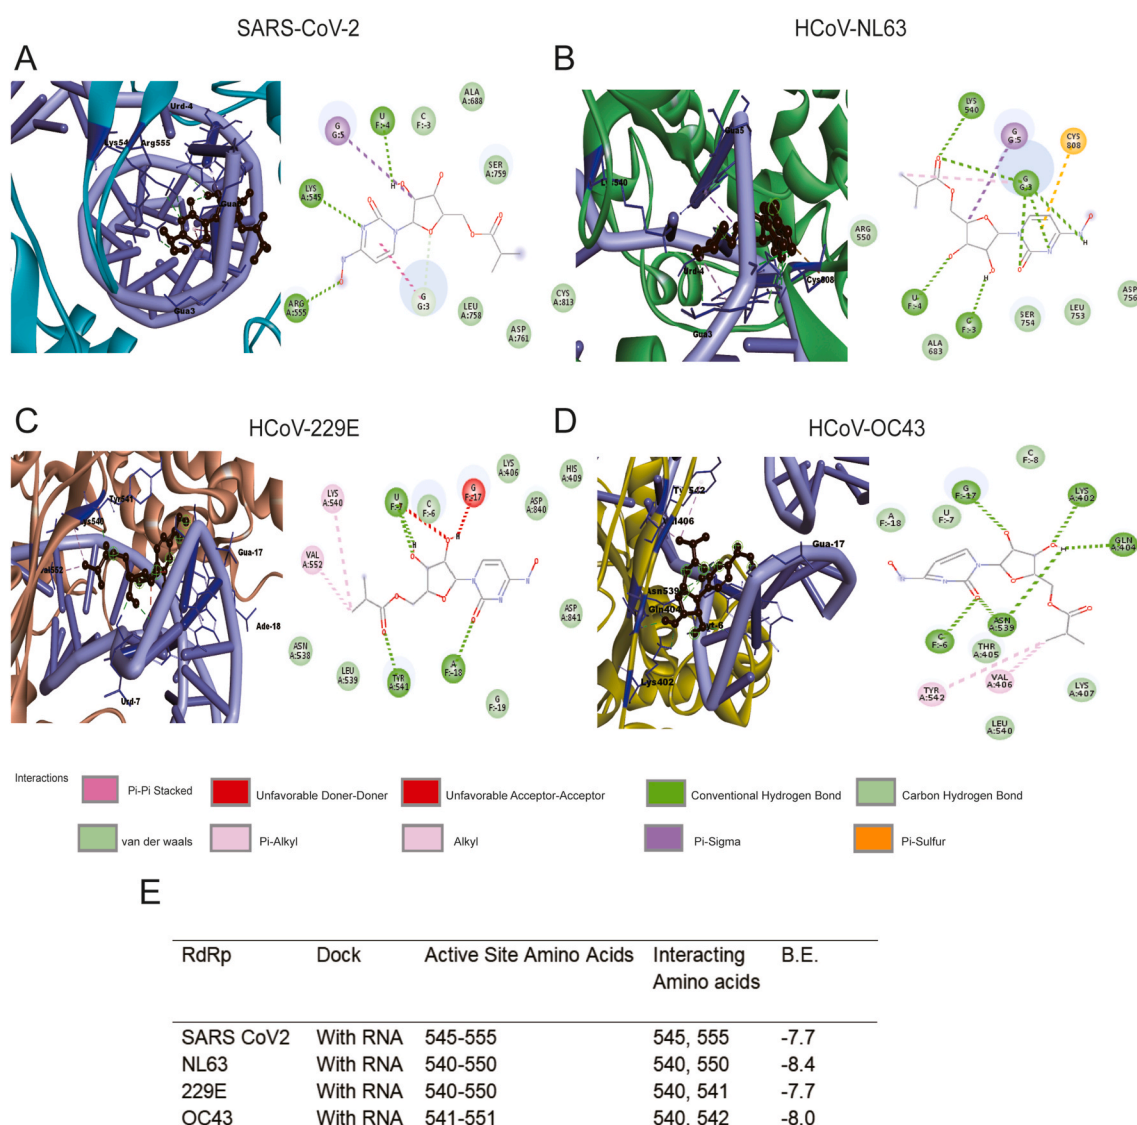 SARS-CoV-2
HCoV-NL63
A
Urd-4
Arg555
Gua3
G
G:5
U
F:-4
C
F:-3
ALA
A:688
SER
A:759
LYS
A:545
ARG
A:555
G
G:3
LEU
A:758
ASP
A:761
CYS
A:813
H
O
N
B
Gua5
Urd-4
Cys808
Gua3
LYS
540
G
G:5
CYS
808
G
G:3
ARG
550
U
F:-4
C
F:-3
ALA
683
SER
754
LEU
753
ASP
756
C
HCoV-229E
Tyr541
Gua-17
Ade-18
Urd-7
LYS
A:540
VAL
A:552
U
F:-7
C
F:-6
G
F:-17
LYS
A:406
HIS
A:409
ASP
A:840
ASP
A:841
ASN
A:538
LEU
A:539
TYR
A:541
A
F:-18
G
F:-19
D
HCoV-OC43
Gua-17
Asn539
Gln404
Lys402
C
F:-8
G
F:-17
U
F:-7
A
F:-18
LYS
A:402
GLN
A:404
ASN
A:539
C
F:-6
THR
A:405
VAL
A:406
TYR
A:542
LYS
A:407
LEU
A:540
Interactions
Pi-Pi Stacked
Unfavorable Doner-Doner
Unfavorable Acceptor-Acceptor
Conventional Hydrogen Bond
Carbon Hydrogen Bond
van der waals
Pi-Alkyl
Alkyl
Pi-Sigma
Pi-Sulfur
E
RdRp Dock Active Site Amino Acids Interacting B.E.
Amino acids
SARS CoV2 With RNA 545-555 545, 555 -7.7
NL63 With RNA 540-550 540, 550 -8.4
229E With RNA 540-550 540, 541 -7.7
OC43 With RNA 541-551 540, 542 -8.0